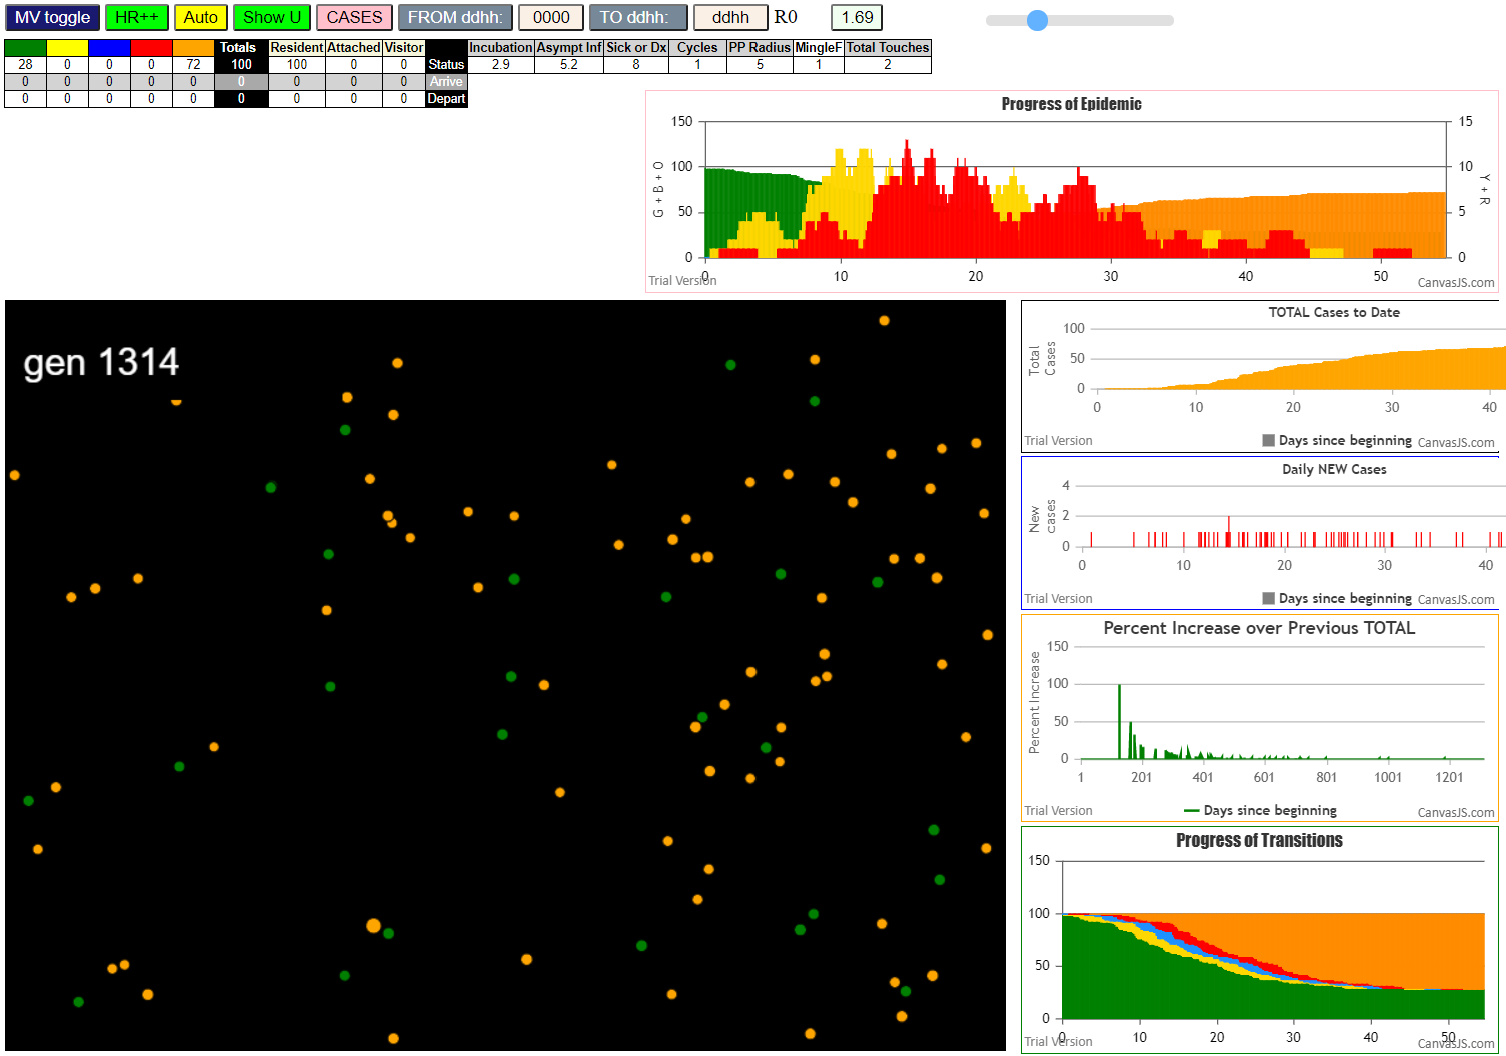 MV toggle HR++ Auto Show U CASES FROM ddhh: 0000 TO ddhh: ddhh R0 1.69
Totals Resident Attached Visitor Incubation Asympt Inf Sick or Dx Cycles PP Radius MingleF Total Touches
28 0 0 0 72 100 100 0 0 Status 2.9 5.2 8 1 5 1 2
0 0 0 0 0 0 0 0 0 Arrive
0 0 0 0 0 0 0 0 0 Depart
Progress of Epidemic
150 15
100 10
50 5
0 0
G + B + O
Y + R
0 10 20 30 40 50
Trial Version CanvasJS.com
gen 1314
TOTAL Cases to Date
Total Cases
100
50
0
0 10 20 30 40
Days since beginning
Trial Version CanvasJS.com
Daily NEW Cases
New cases
4
2
0
0 10 20 30 40
Days since beginning
Trial Version CanvasJS.com
Percent Increase over Previous TOTAL
Percent Increase
150
100
50
0
1 201 401 601 801 1001 1201
Days since beginning
Trial Version CanvasJS.com
Progress of Transitions
150
100
50
0
0 10 20 30 40 50
Trial Version CanvasJS.com